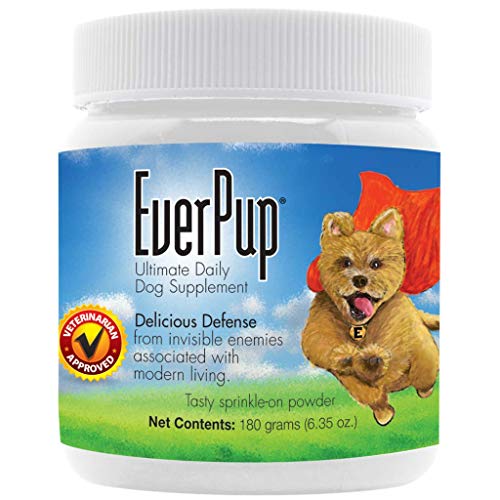 EverPup®
Ultimate Daily
Dog Supplement
VETERINARIAN
APPROVED
Delicious Defense
from invisible enemies
associated with
modern living.
E
Tasty sprinkle-on powder
Net Contents: 180 grams (6.35 oz.)